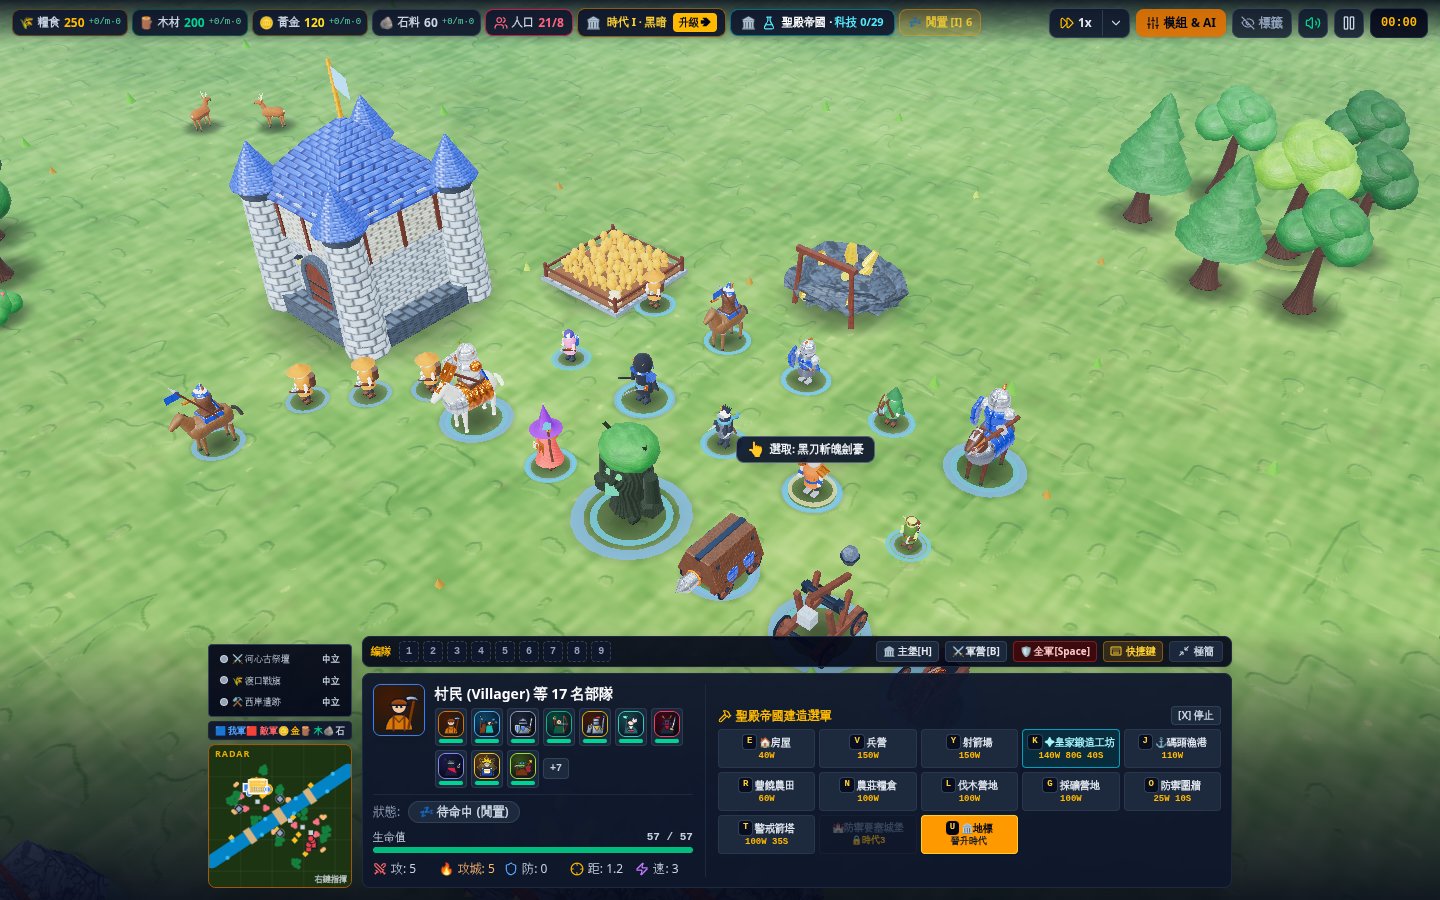 糧食 250 +0/m·0
木材 200 +0/m·0
黃金 120 +0/m·0
石料 60 +0/m·0
人口 21/8
時代 I · 黑暗 升級
聖殿帝國 · 科技 0/29
閒置 [I] 6
1x
模組 & AI
標籤
00:00
選取: 黑刀斬魄劍豪
河心古祭壇 中立
渡口戰旗 中立
西岸遺跡 中立
我軍 敵軍 金 木 石
RADAR
右鍵指揮
編隊 1 2 3 4 5 6 7 8 9
主堡[H]
軍營[B]
全軍[Space]
快捷鍵
極簡
村民 (Villager) 等 17 名部隊
+7
狀態: 待命中 (閒置)
生命值 57 / 57
攻: 5 攻城: 5 防: 0 距: 1.2 速: 3
聖殿帝國建造選單
[X] 停止
E 房屋
40W
V 兵營
150W
Y 射箭場
150W
K 皇家鍛造工坊
140W 80G 40S
J 碼頭漁港
110W
R 豐饒農田
60W
N 農莊糧倉
100W
L 伐木營地
100W
G 採礦營地
100W
O 防禦圍牆
25W 10S
T 警戒箭塔
100W 35S
防禦要塞城堡
時代3
U 地標
晉升時代